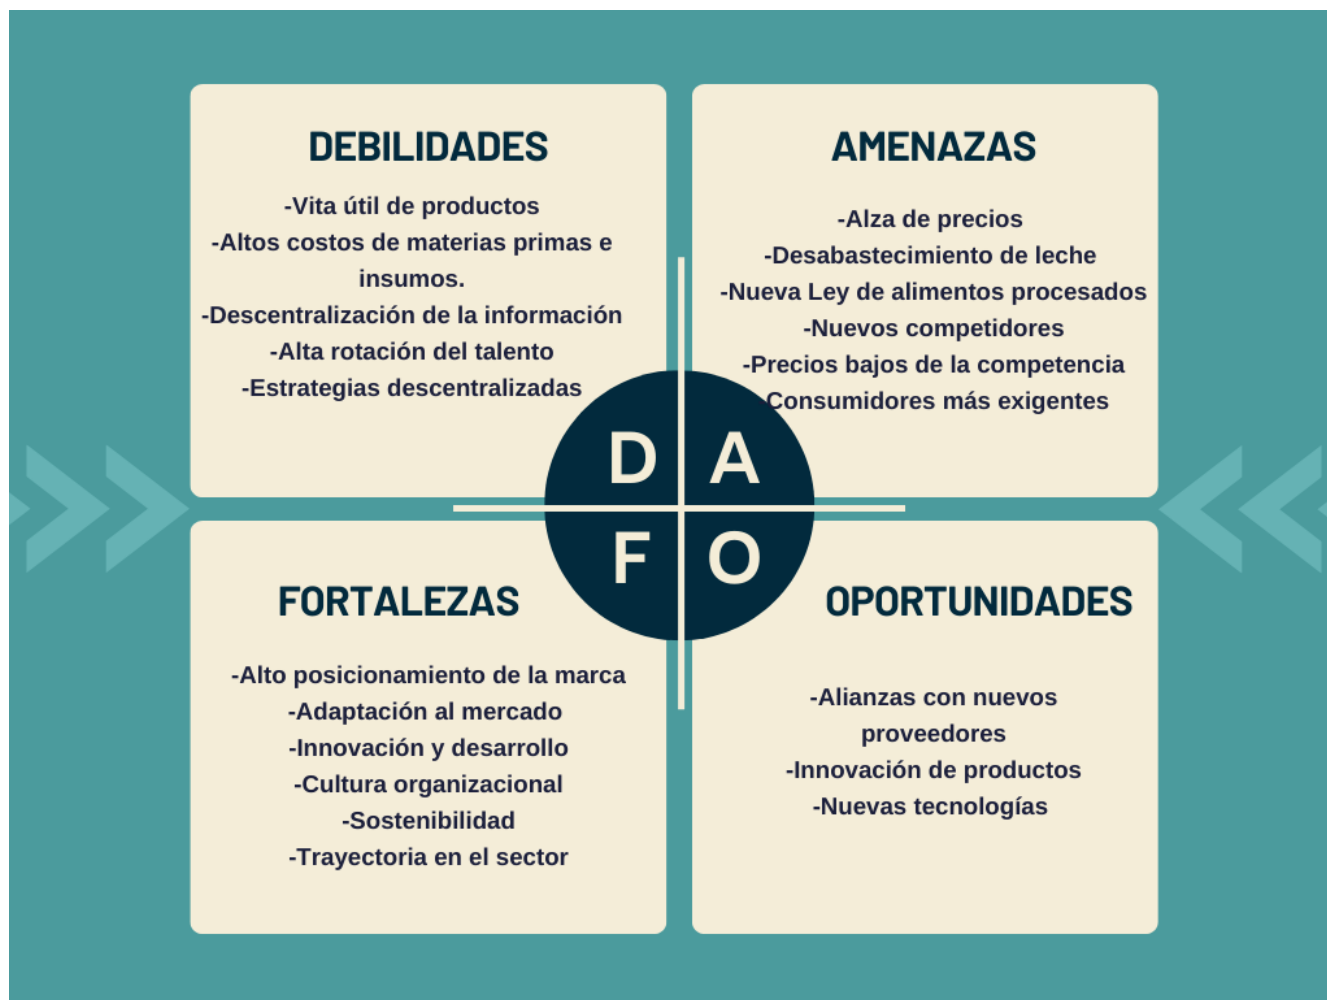 DEBILIDADES
-Vita útil de productos
-Altos costos de materias primas e
insumos.
-Descentralización de la información
-Alta rotación del talento
-Estrategias descentralizadas
AMENAZAS
-Alza de precios
-Desabastecimiento de leche
-Nueva Ley de alimentos procesados
-Nuevos competidores
-Precios bajos de la competencia
Consumidores más exigentes
D A
F O
FORTALEZAS
-Alto posicionamiento de la marca
-Adaptación al mercado
-Innovación y desarrollo
-Cultura organizacional
-Sostenibilidad
-Trayectoria en el sector
OPORTUNIDADES
-Alianzas con nuevos
proveedores
-Innovación de productos
-Nuevas tecnologías